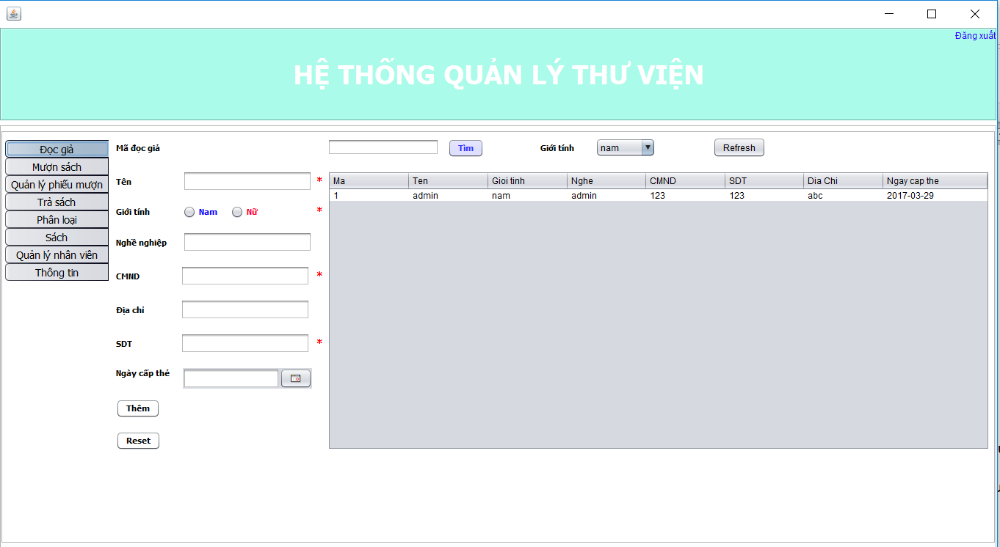 Đăng xuất
HỆ THỐNG QUẢN LÝ THƯ VIỆN
Đọc giả
Mượn sách
Quản lý phiếu mượn
Trả sách
Phân loại
Sách
Quản lý nhân viên
Thông tin
Mã đọc giả
Tìm
Giới tính
nam
Refresh
Tên *
Giới tính Nam Nữ *
Nghề nghiệp
CMND *
Địa chỉ
SDT *
Ngày cấp thẻ
Thêm
Reset
Ma Ten Gioi tinh Nghe CMND SDT Dia Chi Ngay cap the
1 admin nam admin 123 123 abc 2017-03-29